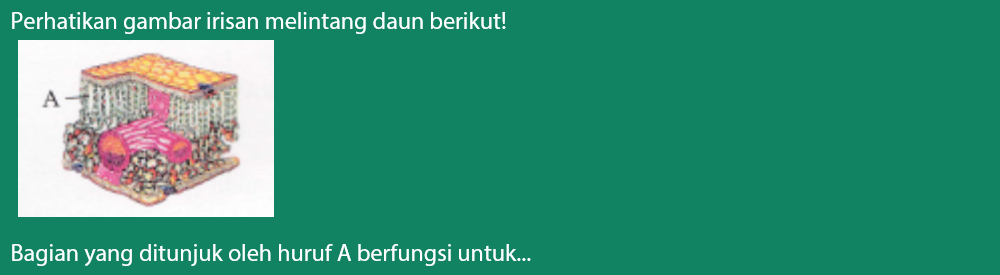 Perhatikan gambar irisan melintang daun berikut!
A
Bagian yang ditunjuk oleh huruf A berfungsi untuk...